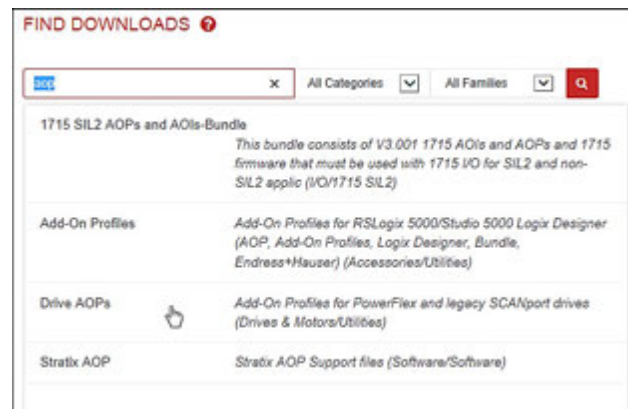 FIND DOWNLOADS ?
aop × All Categories All Families
1715 SIL2 AOPs and AOIs-Bundle
This bundle consists of V3.001 1715 AOIs and AOPs and 1715
firmware that must be used with 1715 I/O for SIL2 and non-
SIL2 applic (I/O/1715 SIL2)
Add-On Profiles
Add-On Profiles for RSLogix 5000/Studio 5000 Logix Designer
(AOP, Add-On Profiles, Logix Designer, Bundle,
Endress+Hauser) (Accessories/Utilities)
Drive AOPs
Add-On Profiles for PowerFlex and legacy SCANport drives
(Drives & Motors/Utilities)
Stratix AOP
Stratix AOP Support files (Software/Software)